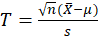 T = √n(X̄−μ) / s